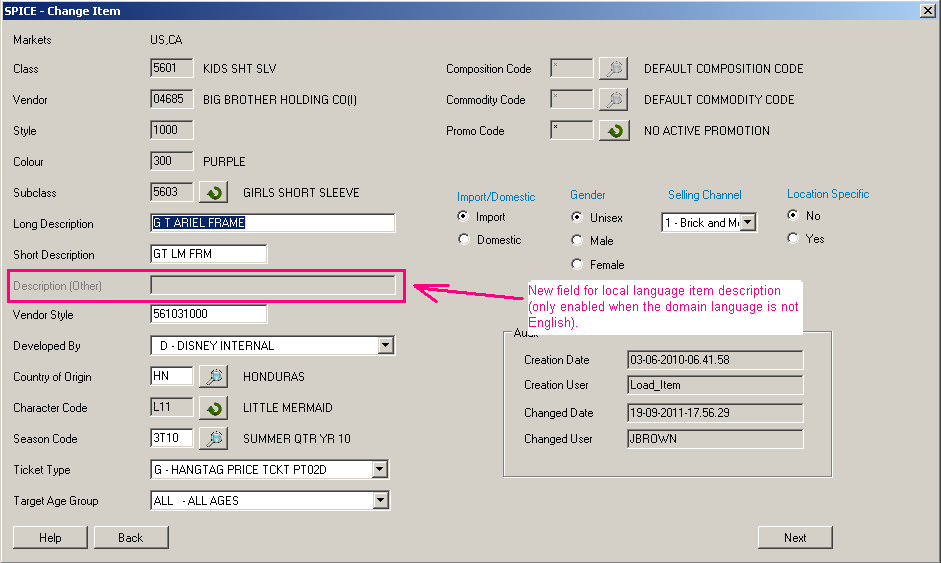 SPICE - Change Item
Markets US,CA
Class 5601 KIDS SHT SLV
Composition Code * DEFAULT COMPOSITION CODE
Vendor 04685 BIG BROTHER HOLDING CO(I)
Commodity Code * DEFAULT COMMODITY CODE
Style 1000
Promo Code * NO ACTIVE PROMOTION
Colour 300 PURPLE
Subclass 5603 GIRLS SHORT SLEEVE
Import/Domestic Gender Selling Channel Location Specific
Long Description G T ARIEL FRAME
Import Unisex 1 - Brick and Mo No
Domestic Male Yes
Short Description GT LM FRM
Female
Description (Other)
New field for local language item description
(only enabled when the domain language is not
English).
Vendor Style 561031000
Developed By D - DISNEY INTERNAL
Audit
Creation Date 03-06-2010-06.41.58
Country of Origin HN HONDURAS
Creation User Load_Item
Character Code L11 LITTLE MERMAID
Changed Date 19-09-2011-17.56.29
Season Code 3T10 SUMMER QTR YR 10
Changed User JBROWN
Ticket Type G - HANGTAG PRICE TCKT PT02D
Target Age Group ALL - ALL AGES
Help Back Next